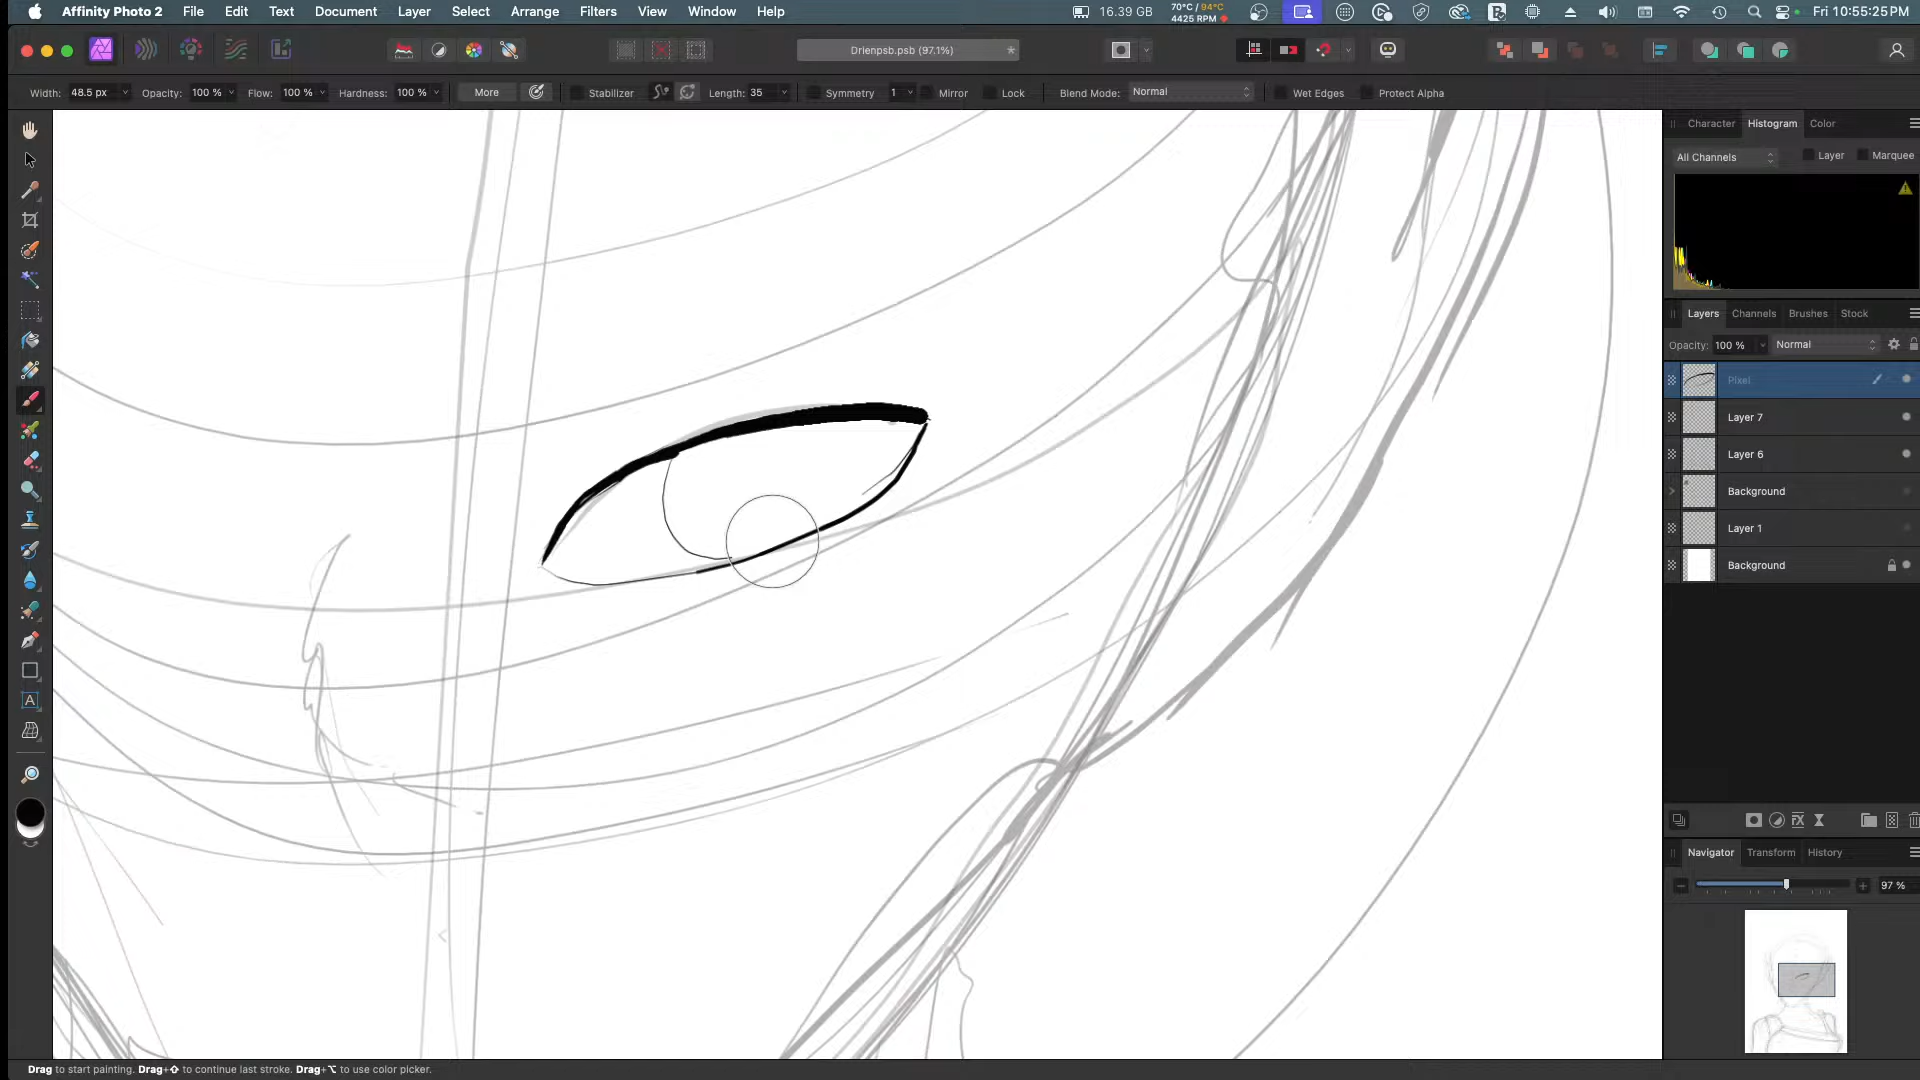 Affinity Photo 2 File Edit Text Document Layer Select Arrange Filters View Window Help 16.39 GB 70°C / 94°C 4425 RPM Fri 10:55:25 PM
Drienpsb.psb (97.1%)
Width: 48.5 px Opacity: 100 % Flow: 100 % Hardness: 100 % More Stabilizer Length: 35 Symmetry 1 Mirror Lock Blend Mode: Normal Wet Edges Protect Alpha
Character Histogram Color
All Channels Layer Marquee
Layers Channels Brushes Stock
Opacity: 100 % Normal
Pixel
Layer 7
Layer 6
Background
Layer 1
Background
Navigator Transform History
97 %
Drag to start painting. Drag+⇧ to continue last stroke. Drag+⌥ to use color picker.